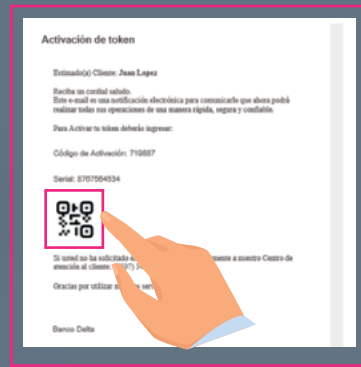 Activación de token
Estimado(a) Cliente: Juan Lopez
Reciba un cordial saludo.
Este e-mail es una notificación electrónica para comunicarle que ahora podrá
realizar todas sus operaciones de una manera rápida, segura y confiable.
Para Activar tu token deberás ingresar:
Código de Activación: 719887
Serial: 8767564534
Si usted no ha solicitado a nuestro Centro de
atención al cliente:
Gracias por utilizar
Banco Delta